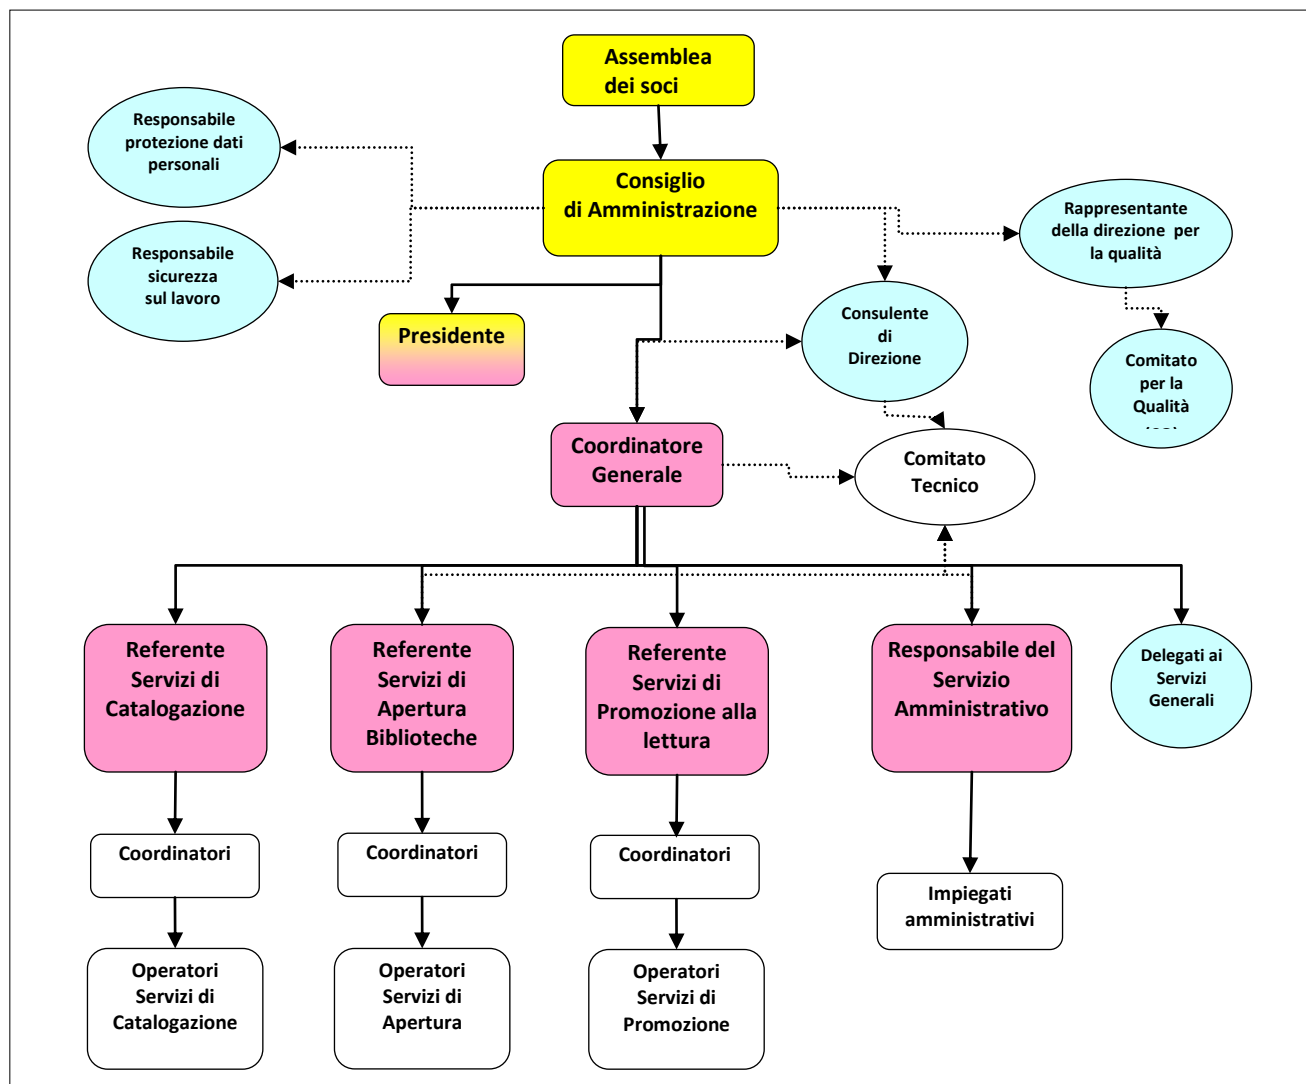 Assemblea
dei soci
Responsabile
protezione dati
personali
Consiglio
di Amministrazione
Rappresentante
della direzione per
la qualità
Responsabile
sicurezza
sul lavoro
Presidente
Consulente
di
Direzione
Comitato
per la
Qualità
Coordinatore
Generale
Comitato
Tecnico
Referente
Servizi di
Catalogazione
Referente
Servizi di
Apertura
Biblioteche
Referente
Servizi di
Promozione alla
lettura
Responsabile del
Servizio
Amministrativo
Delegati ai
Servizi
Generali
Coordinatori
Coordinatori
Coordinatori
Impiegati
amministrativi
Operatori
Servizi di
Catalogazione
Operatori
Servizi di
Apertura
Operatori
Servizi di
Promozione